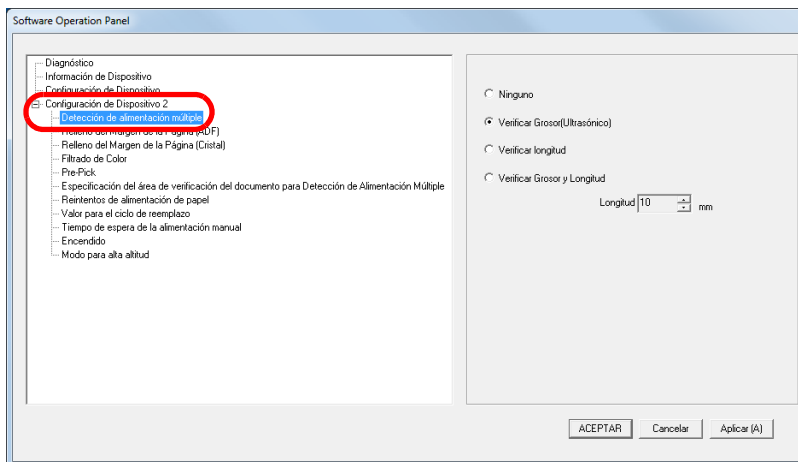 Software Operation Panel
Diagnóstico
Información de Dispositivo
Configuración de Dispositivo
Configuración de Dispositivo 2
Detección de alimentación múltiple
Relleno del Margen de la Página (ADF)
Relleno del Margen de la Página (Cristal)
Filtrado de Color
Pre-Pick
Especificación del área de verificación del documento para Detección de Alimentación Múltiple
Reintentos de alimentación de papel
Valor para el ciclo de reemplazo
Tiempo de espera de la alimentación manual
Encendido
Modo para alta altitud
Ninguno
Verificar Grosor(Ultrasónico)
Verificar longitud
Verificar Grosor y Longitud
Longitud 10 mm
ACEPTAR Cancelar Aplicar (A)